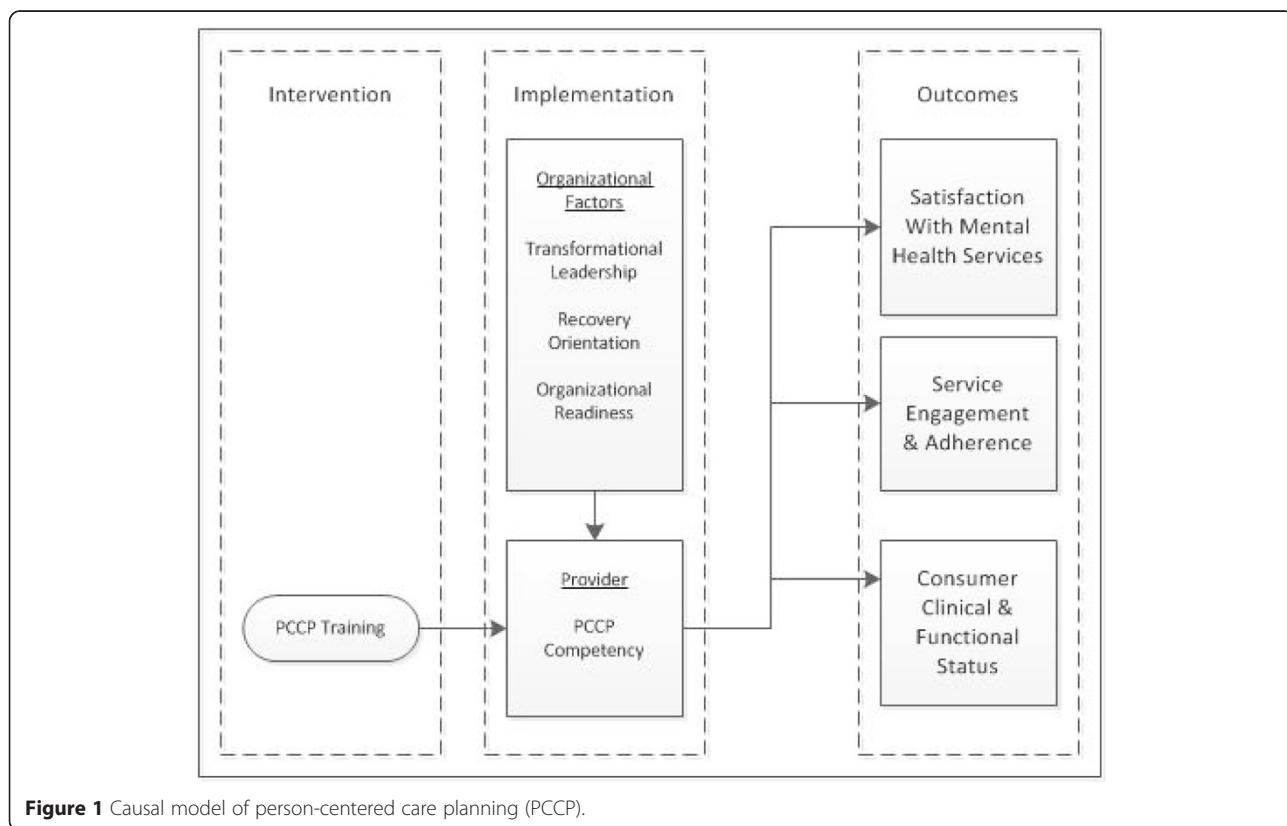 Intervention
Implementation
Outcomes
Organizational
Factors
Transformational
Leadership
Recovery
Orientation
Organizational
Readiness
Satisfaction
With Mental
Health Services
Service
Engagement
& Adherence
PCCP Training
Provider
PCCP
Competency
Consumer
Clinical &
Functional
Status
Figure 1 Causal model of person-centered care planning (PCCP).